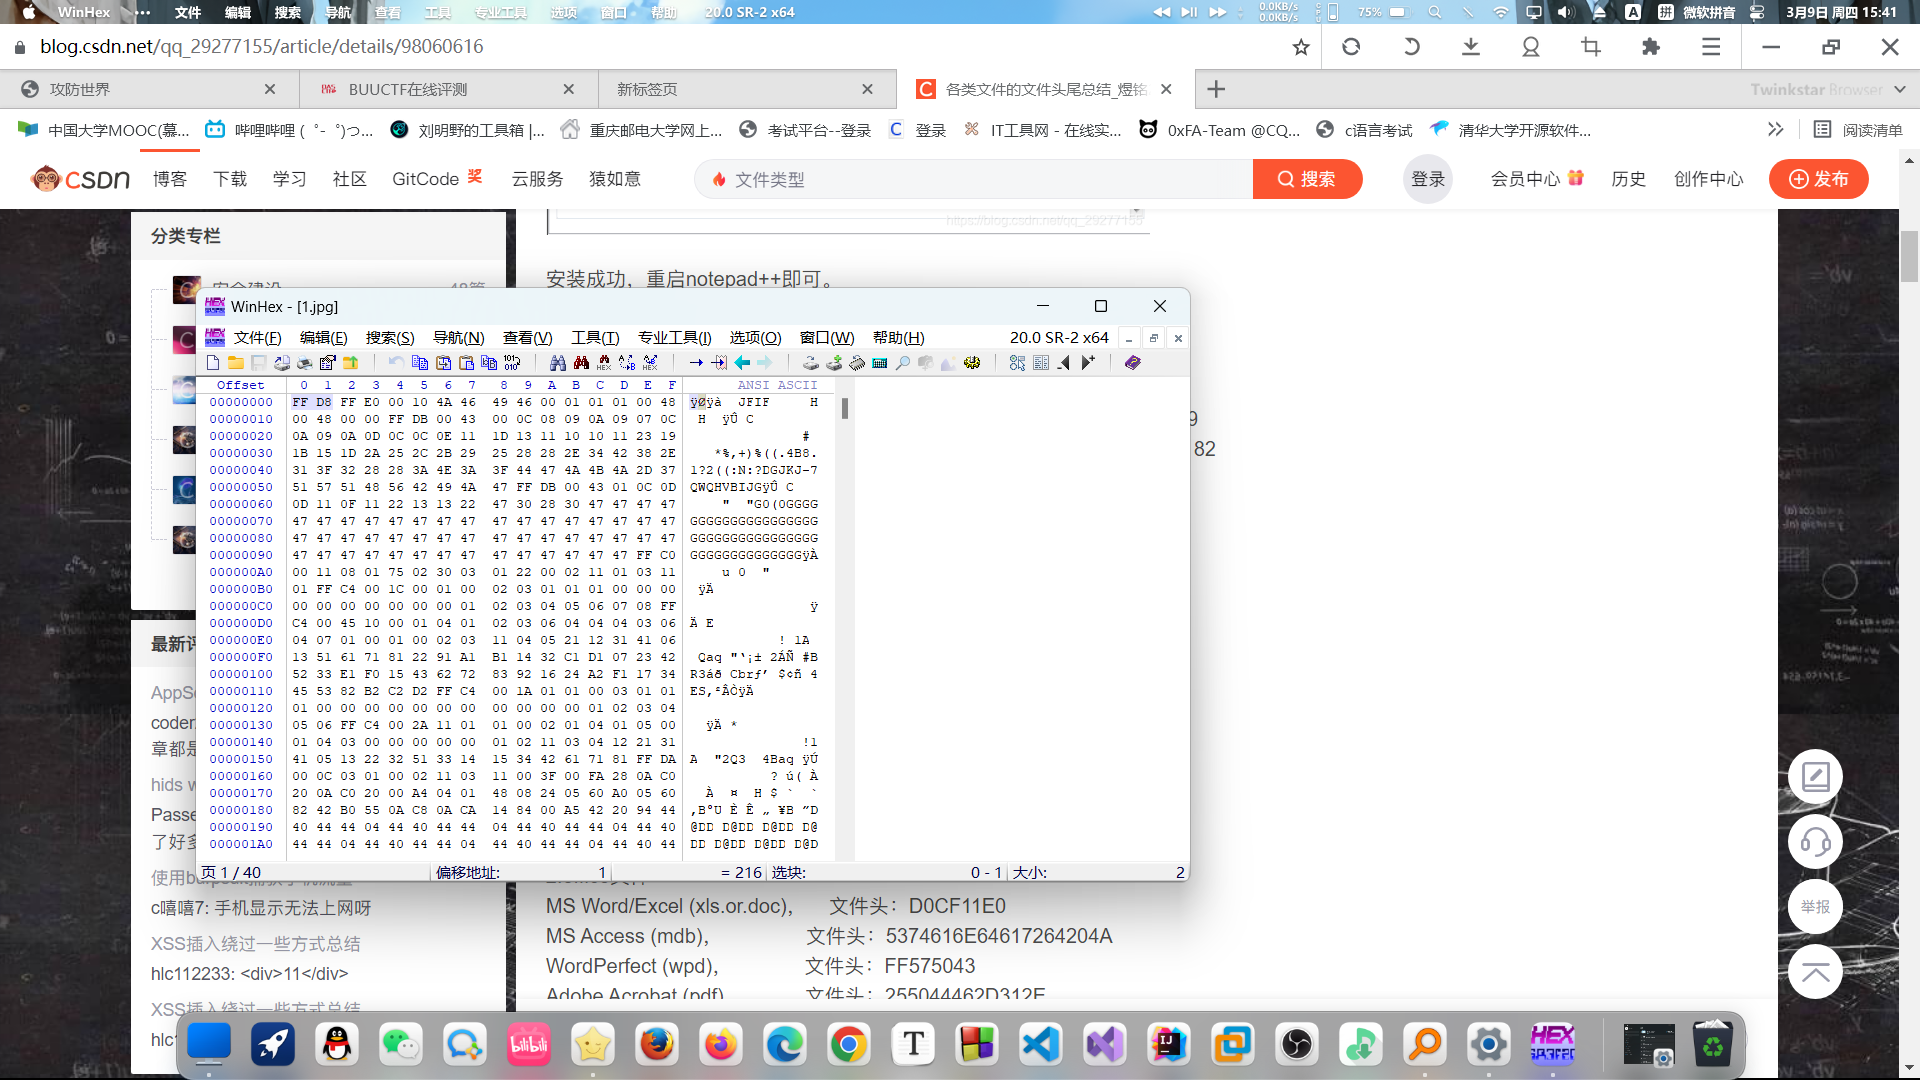 WinHex ••• 文件 编辑 搜索 导航 查看 工具 专业工具 选项 窗口 帮助 20.0 SR-2 x64 0.0KB/s 0.0KB/s 75% A 拼 微软拼音 3月9日 周四 15:41
blog.csdn.net/qq_29277155/article/details/98060616
攻防世界 BUUCTF在线评测 新标签页 各类文件的文件头尾总结_煜铭 Twinkstar Browser
中国大学MOOC(慕... 哔哩哔哩 (゜-゜)つ... 刘明野的工具箱 |... 重庆邮电大学网上... 考试平台--登录 登录 IT工具网 - 在线实... 0xFA-Team @CQ... c语言考试 清华大学开源软件... 阅读清单
CSDN 博客 下载 学习 社区 GitCode 奖 云服务 猿如意 文件类型 搜索 登录 会员中心 历史 创作中心 发布
https://blog.csdn.net/qq_29277155
分类专栏
安装成功，重启notepad++即可。
安全建设 48篇
WinHex - [1.jpg]
文件(F) 编辑(E) 搜索(S) 导航(N) 查看(V) 工具(T) 专业工具(I) 选项(O) 窗口(W) 帮助(H) 20.0 SR-2 x64
Offset 0 1 2 3 4 5 6 7 8 9 A B C D E F ANSI ASCII
00000000 FF D8 FF E0 00 10 4A 46 49 46 00 01 01 01 00 48 ÿØÿà JFIF H
00000010 00 48 00 00 FF DB 00 43 00 0C 08 09 0A 09 07 0C H ÿÛ C
00000020 0A 09 0A 0D 0C 0C 0E 11 1D 13 11 10 10 11 23 19 #
00000030 1B 15 1D 2A 25 2C 2B 29 25 28 28 2E 34 42 38 2E *%,+)%((.4B8.
00000040 31 3F 32 28 28 3A 4E 3A 3F 44 47 4A 4B 4A 2D 37 1?2((:N:?DGJKJ-7
00000050 51 57 51 48 56 42 49 4A 47 FF DB 00 43 01 0C 0D QWQHVBIJGÿÛ C
00000060 0D 11 0F 11 22 13 13 22 47 30 28 30 47 47 47 47 " "G0(0GGGG
00000070 47 47 47 47 47 47 47 47 47 47 47 47 47 47 47 47 GGGGGGGGGGGGGGGG
00000080 47 47 47 47 47 47 47 47 47 47 47 47 47 47 47 47 GGGGGGGGGGGGGGGG
00000090 47 47 47 47 47 47 47 47 47 47 47 47 47 47 FF C0 GGGGGGGGGGGGGGÿÀ
000000A0 00 11 08 01 75 02 30 03 01 22 00 02 11 01 03 11 u 0 "
000000B0 01 FF C4 00 1C 00 01 00 02 03 01 01 01 00 00 00 ÿÄ
000000C0 00 00 00 00 00 00 00 01 02 03 04 05 06 07 08 FF ÿ
000000D0 C4 00 45 10 00 01 04 01 02 03 06 04 04 04 03 06 Ä E
000000E0 04 07 01 00 01 00 02 03 11 04 05 21 12 31 41 06 ! 1A
000000F0 13 51 61 71 81 22 91 A1 B1 14 32 C1 D1 07 23 42 Qaq "‘¡± 2ÁÑ #B
00000100 52 33 E1 F0 15 43 62 72 83 92 16 24 A2 F1 17 34 R3áð Cbrƒ’ $¢ñ 4
00000110 45 53 82 B2 C2 D2 FF C4 00 1A 01 01 00 03 01 01 ES‚²ÂÒÿÄ
00000120 01 00 00 00 00 00 00 00 00 00 00 00 01 02 03 04
00000130 05 06 FF C4 00 2A 11 01 01 00 02 01 04 01 05 00 ÿÄ *
00000140 01 04 03 00 00 00 00 00 01 02 11 03 04 12 21 31 !1
00000150 41 05 13 22 32 51 33 14 15 34 42 61 71 81 FF DA A "2Q3 4Baq ÿÚ
00000160 00 0C 03 01 00 02 11 03 11 00 3F 00 FA 28 0A C0 ? ú( À
00000170 20 0A C0 20 00 A4 04 01 48 08 24 05 60 A0 05 60 À ¤ H $ ` `
00000180 82 42 B0 55 0A C8 0A CA 14 84 00 A5 42 20 94 44 ‚B°U È Ê „ ¥B ”D
00000190 40 44 44 04 44 40 44 44 04 44 40 44 44 04 44 40 @DD D@DD D@DD D@
000001A0 44 44 04 44 40 44 44 04 44 40 44 44 04 44 40 44 DD D@DD D@DD D@D
页 1 / 40 偏移地址: 1 = 216 选块: 0 - 1 大小: 2
9
82
最新评
AppS
coder
章都是
hids w
Passe
了好多
c嘻嘻7: 手机显示无法上网呀
XSS插入绕过一些方式总结
hlc112233: <div>11</div>
XSS插入绕过一些方式总结
hlc1
MS Word/Excel (xls.or.doc), 文件头：D0CF11E0
MS Access (mdb), 文件头：5374616E64617264204A
WordPerfect (wpd), 文件头：FF575043
Adobe Acrobat (pdf), 文件头：255044462D312E
举报
bilibili T IJ HEX